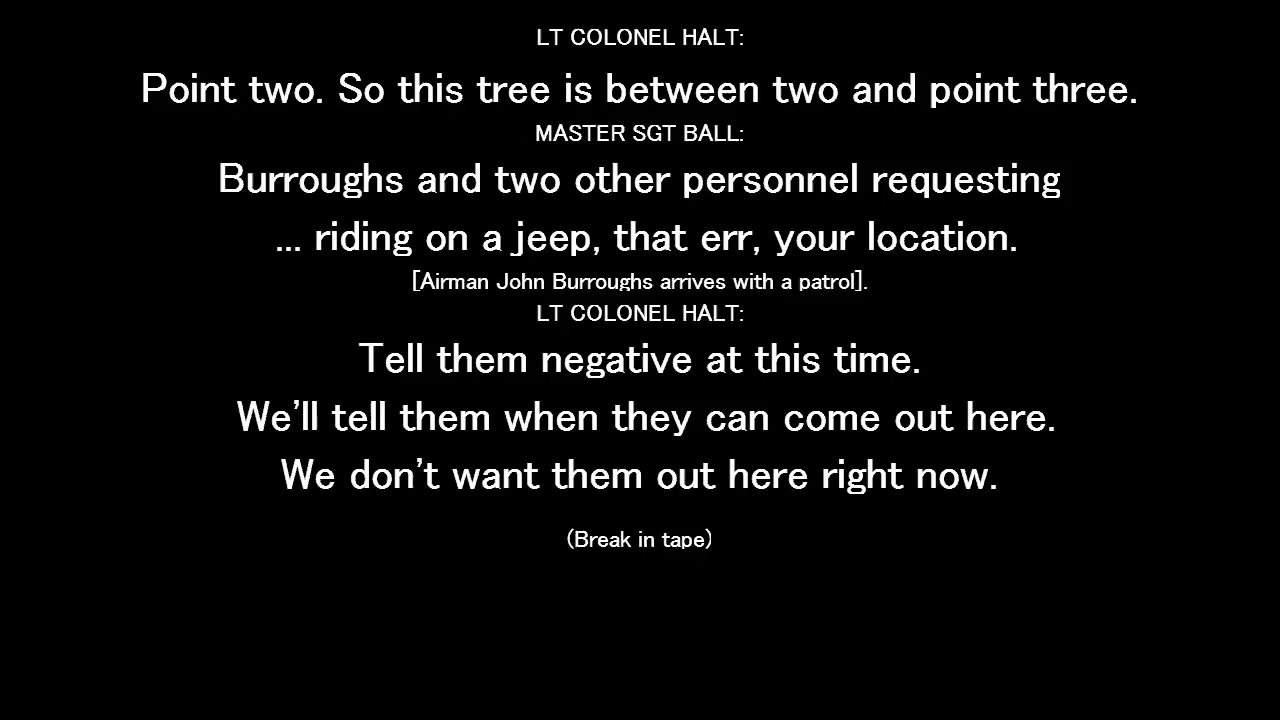 LT COLONEL HALT:
Point two. So this tree is between two and point three.
MASTER SGT BALL:
Burroughs and two other personnel requesting
... riding on a jeep, that err, your location.
[Airman John Burroughs arrives with a patrol].
LT COLONEL HALT:
Tell them negative at this time.
We’ll tell them when they can come out here.
We don’t want them out here right now.
(Break in tape)